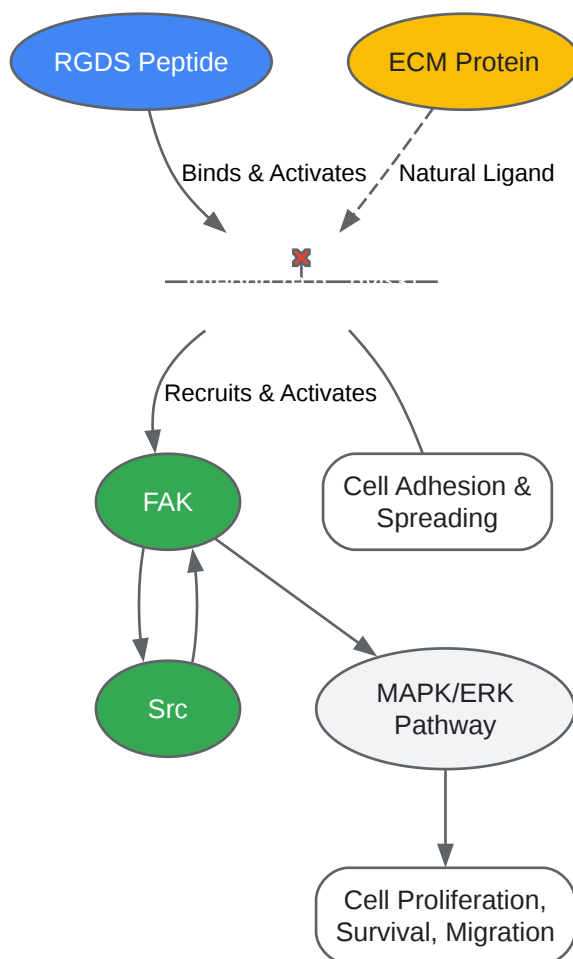 RGDS Peptide
ECM Protein
Binds & Activates
Natural Ligand
Recruits & Activates
Cell Adhesion &
Spreading
FAK
Src
MAPK/ERK
Pathway
Cell Proliferation,
Survival, Migration